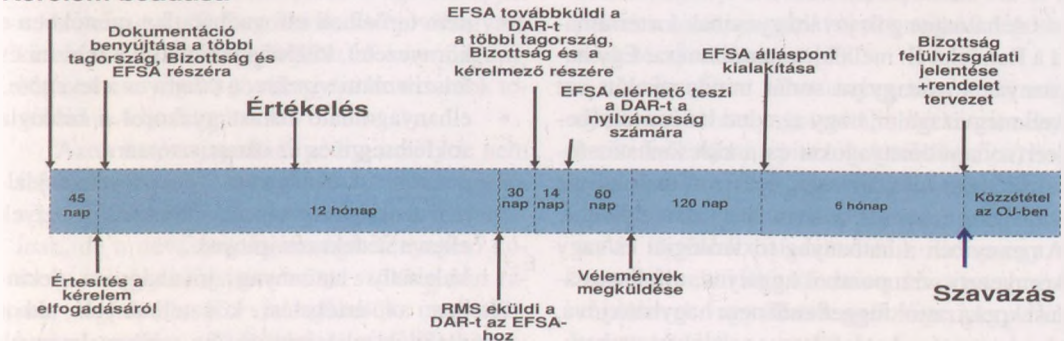 Dokumentáció
benyújtása a többi
tagország, Bizottság és
EFSA részére
Értékelés
EFSA továbbküldi a
DAR-t
a többi tagország,
Bizottság és a
kérelmező részére
EFSA elérhetővé teszi
a DAR-t a
nyilvánosság
számára
EFSA álláspont
kialakítása
Bizottság
felülvizsgálati
jelentése
+rendelet
tervezet
45
nap
12 hónap
30
nap
14
nap
60
nap
120 nap
6 hónap
Közzététel
az OJ-ben
Értesítés a
kérelem
elfogadásáról
RMS elküldi a
DAR-t az EFSA-
hoz
Vélemények
megküldése
Szavazás